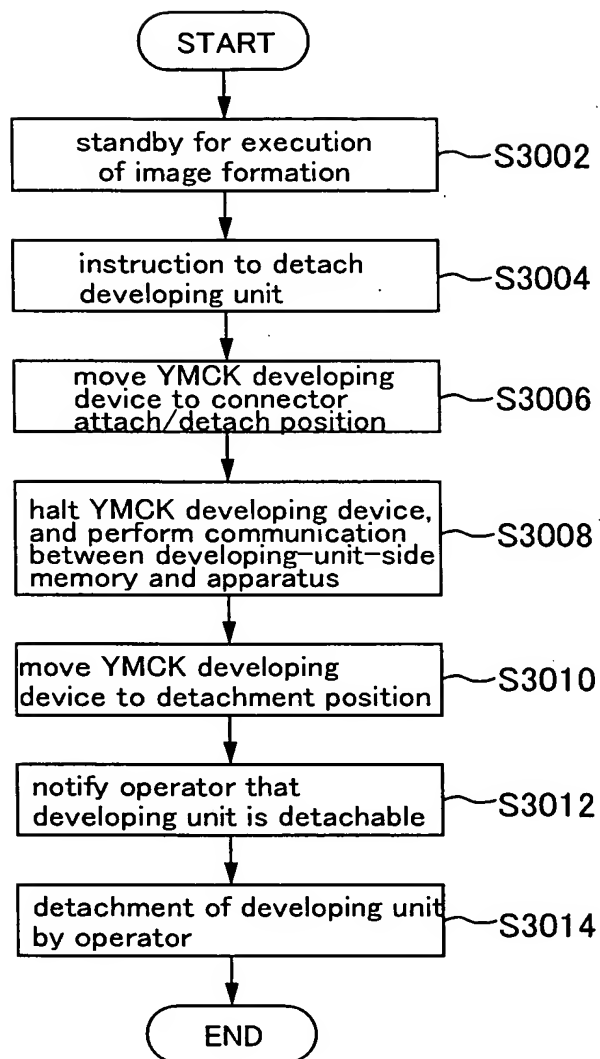 START
standby for execution
of image formation
S3002
instruction to detach
developing unit
S3004
move YMCK developing
device to connector
attach/detach position
S3006
halt YMCK developing device,
and perform communication
between developing-unit-side
memory and apparatus
S3008
move YMCK developing
device to detachment position
S3010
notify operator that
developing unit is detachable
S3012
detachment of developing unit
by operator
S3014
END